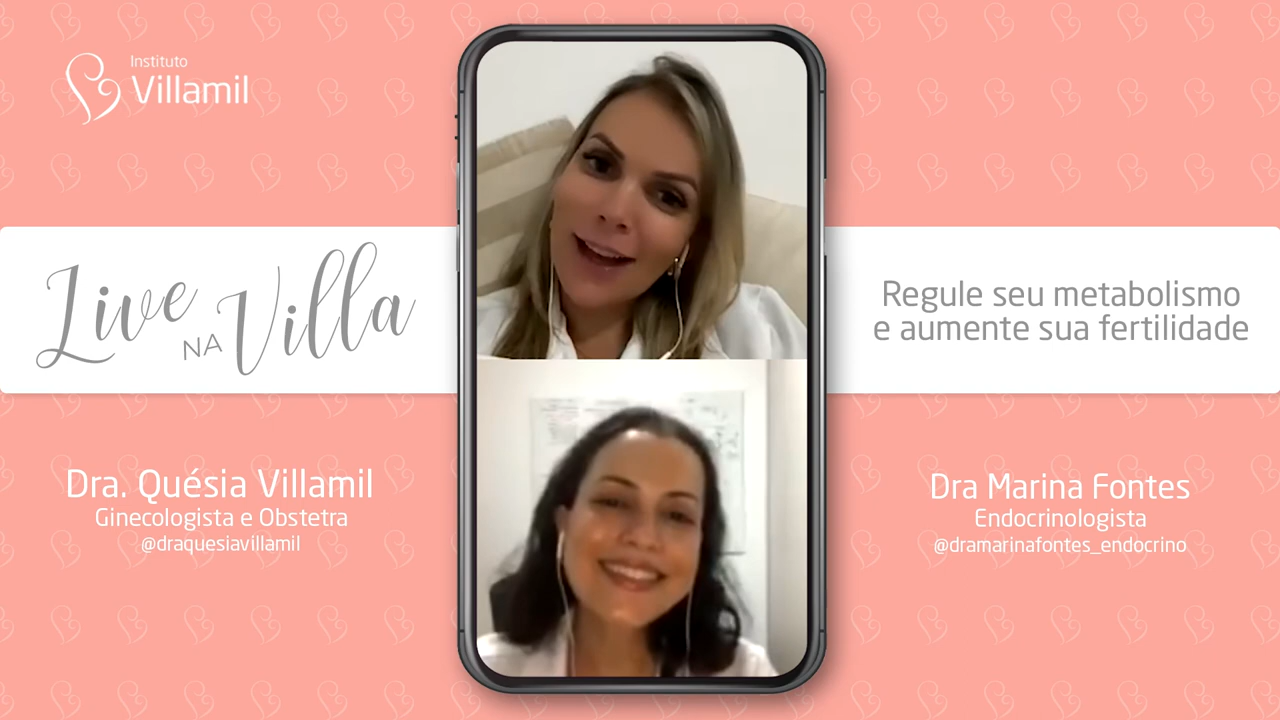 Instituto
Villamil
Live
NA Villa
Regule seu metabolismo
e aumente sua fertilidade
Dra. Quésia Villamil
Ginecologista e Obstetra
@draquesiavillamil
Dra Marina Fontes
Endocrinologista
@dramarinafontes_endocrino